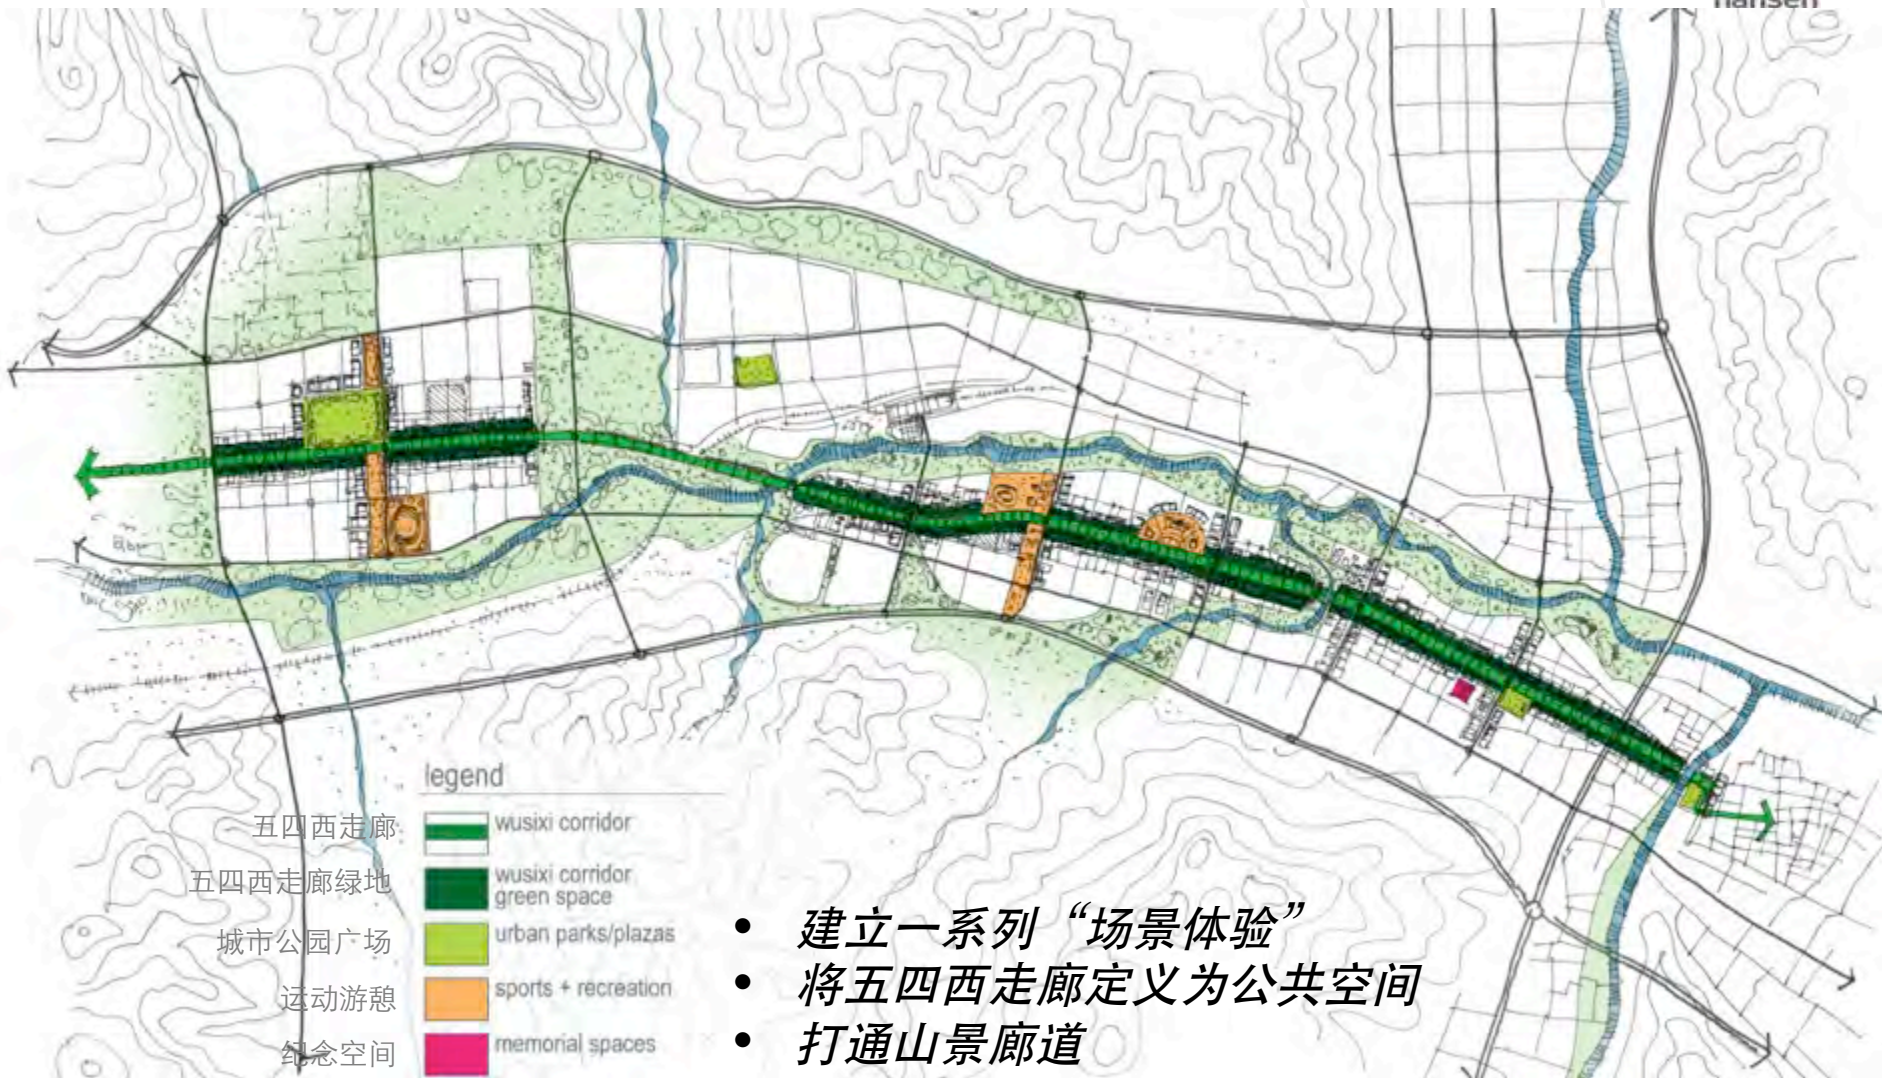 hansen
legend
五四西走廊 wusixi corridor
五四西走廊绿地 wusixi corridor
green space
城市公园广场 urban parks/plazas
运动游憩 sports + recreation
纪念空间 memorial spaces
• 建立一系列“场景体验”
• 将五四西走廊定义为公共空间
• 打通山景廊道